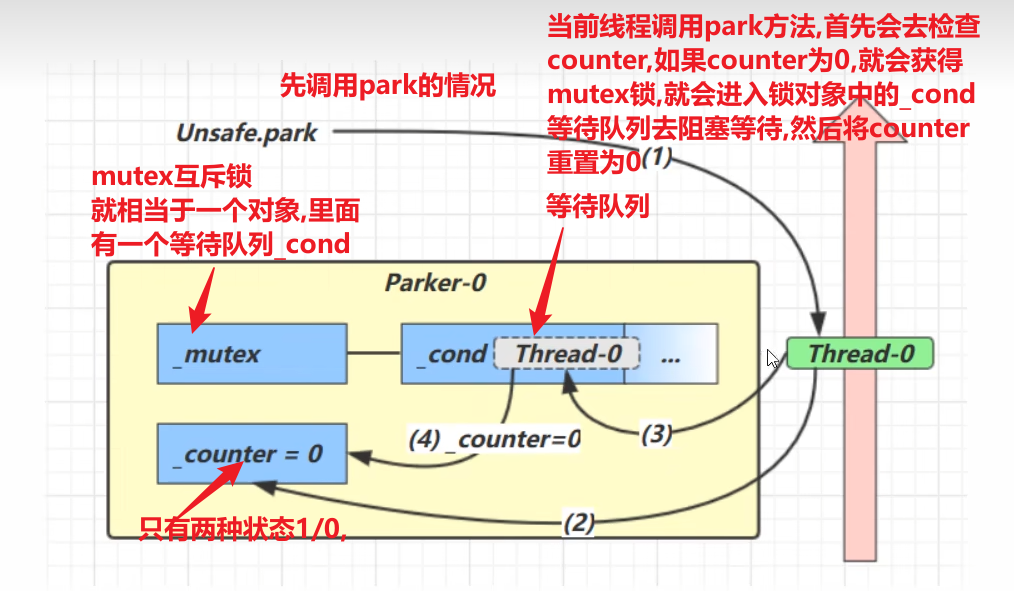 当前线程调用park方法,首先会去检查
counter,如果counter为0,就会获得
mutex锁,就会进入锁对象中的_cond
等待队列去阻塞等待,然后将counter
重置为0
先调用park的情况
Unsafe.park
(1)
mutex互斥锁
就相当于一个对象,里面
有一个等待队列_cond
等待队列
Parker-0
_mutex
_cond
Thread-0
...
Thread-0
(4) _counter=0
(3)
_counter = 0
(2)
只有两种状态1/0,